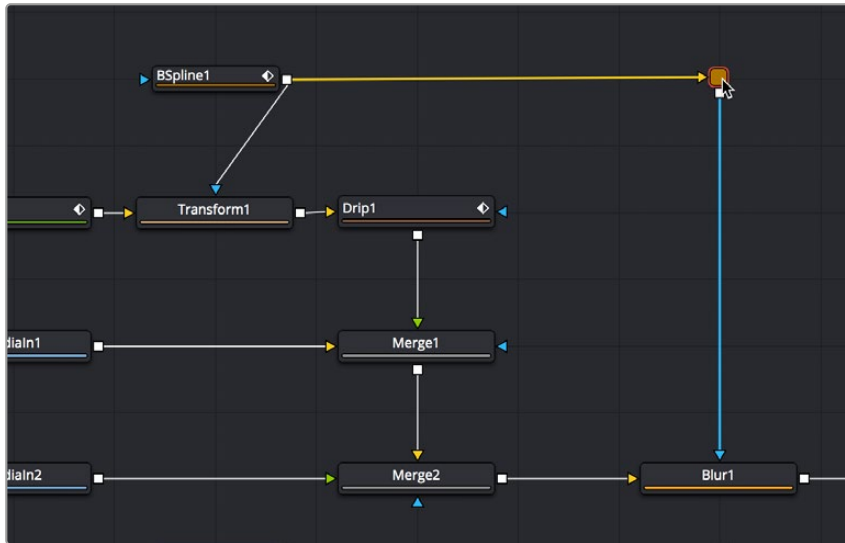 BSpline1
Transform1
Drip1
diaIn1
Merge1
diaIn2
Merge2
Blur1